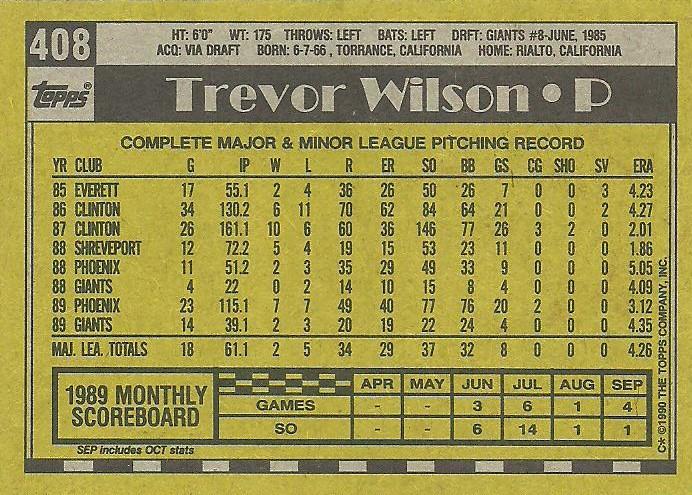 408
HT: 6'0" WT: 175 THROWS: LEFT BATS: LEFT DRFT: GIANTS #8-JUNE, 1985
ACQ: VIA DRAFT BORN: 6-7-66 , TORRANCE, CALIFORNIA HOME: RIALTO, CALIFORNIA
TOPPS®
Trevor Wilson • P
COMPLETE MAJOR & MINOR LEAGUE PITCHING RECORD
YR CLUB G IP W L R ER SO BB GS CG SHO SV ERA
85 EVERETT 17 55.1 2 4 36 26 50 26 7 0 0 3 4.23
86 CLINTON 34 130.2 6 11 70 62 84 64 21 0 0 2 4.27
87 CLINTON 26 161.1 10 6 60 36 146 77 26 3 2 0 2.01
88 SHREVEPORT 12 72.2 5 4 19 15 53 23 11 0 0 0 1.86
88 PHOENIX 11 51.2 2 3 35 29 49 33 9 0 0 0 5.05
88 GIANTS 4 22 0 2 14 10 15 8 4 0 0 0 4.09
89 PHOENIX 23 115.1 7 7 49 40 77 76 20 2 0 0 3.12
89 GIANTS 14 39.1 2 3 20 19 22 24 4 0 0 0 4.35
MAJ. LEA. TOTALS 18 61.1 2 5 34 29 37 32 8 0 0 0 4.26
1989 MONTHLY SCOREBOARD
APR MAY JUN JUL AUG SEP
GAMES - - 3 6 1 4
SO - - 6 14 1 1
SEP includes OCT stats
C* ©1990 THE TOPPS COMPANY, INC.